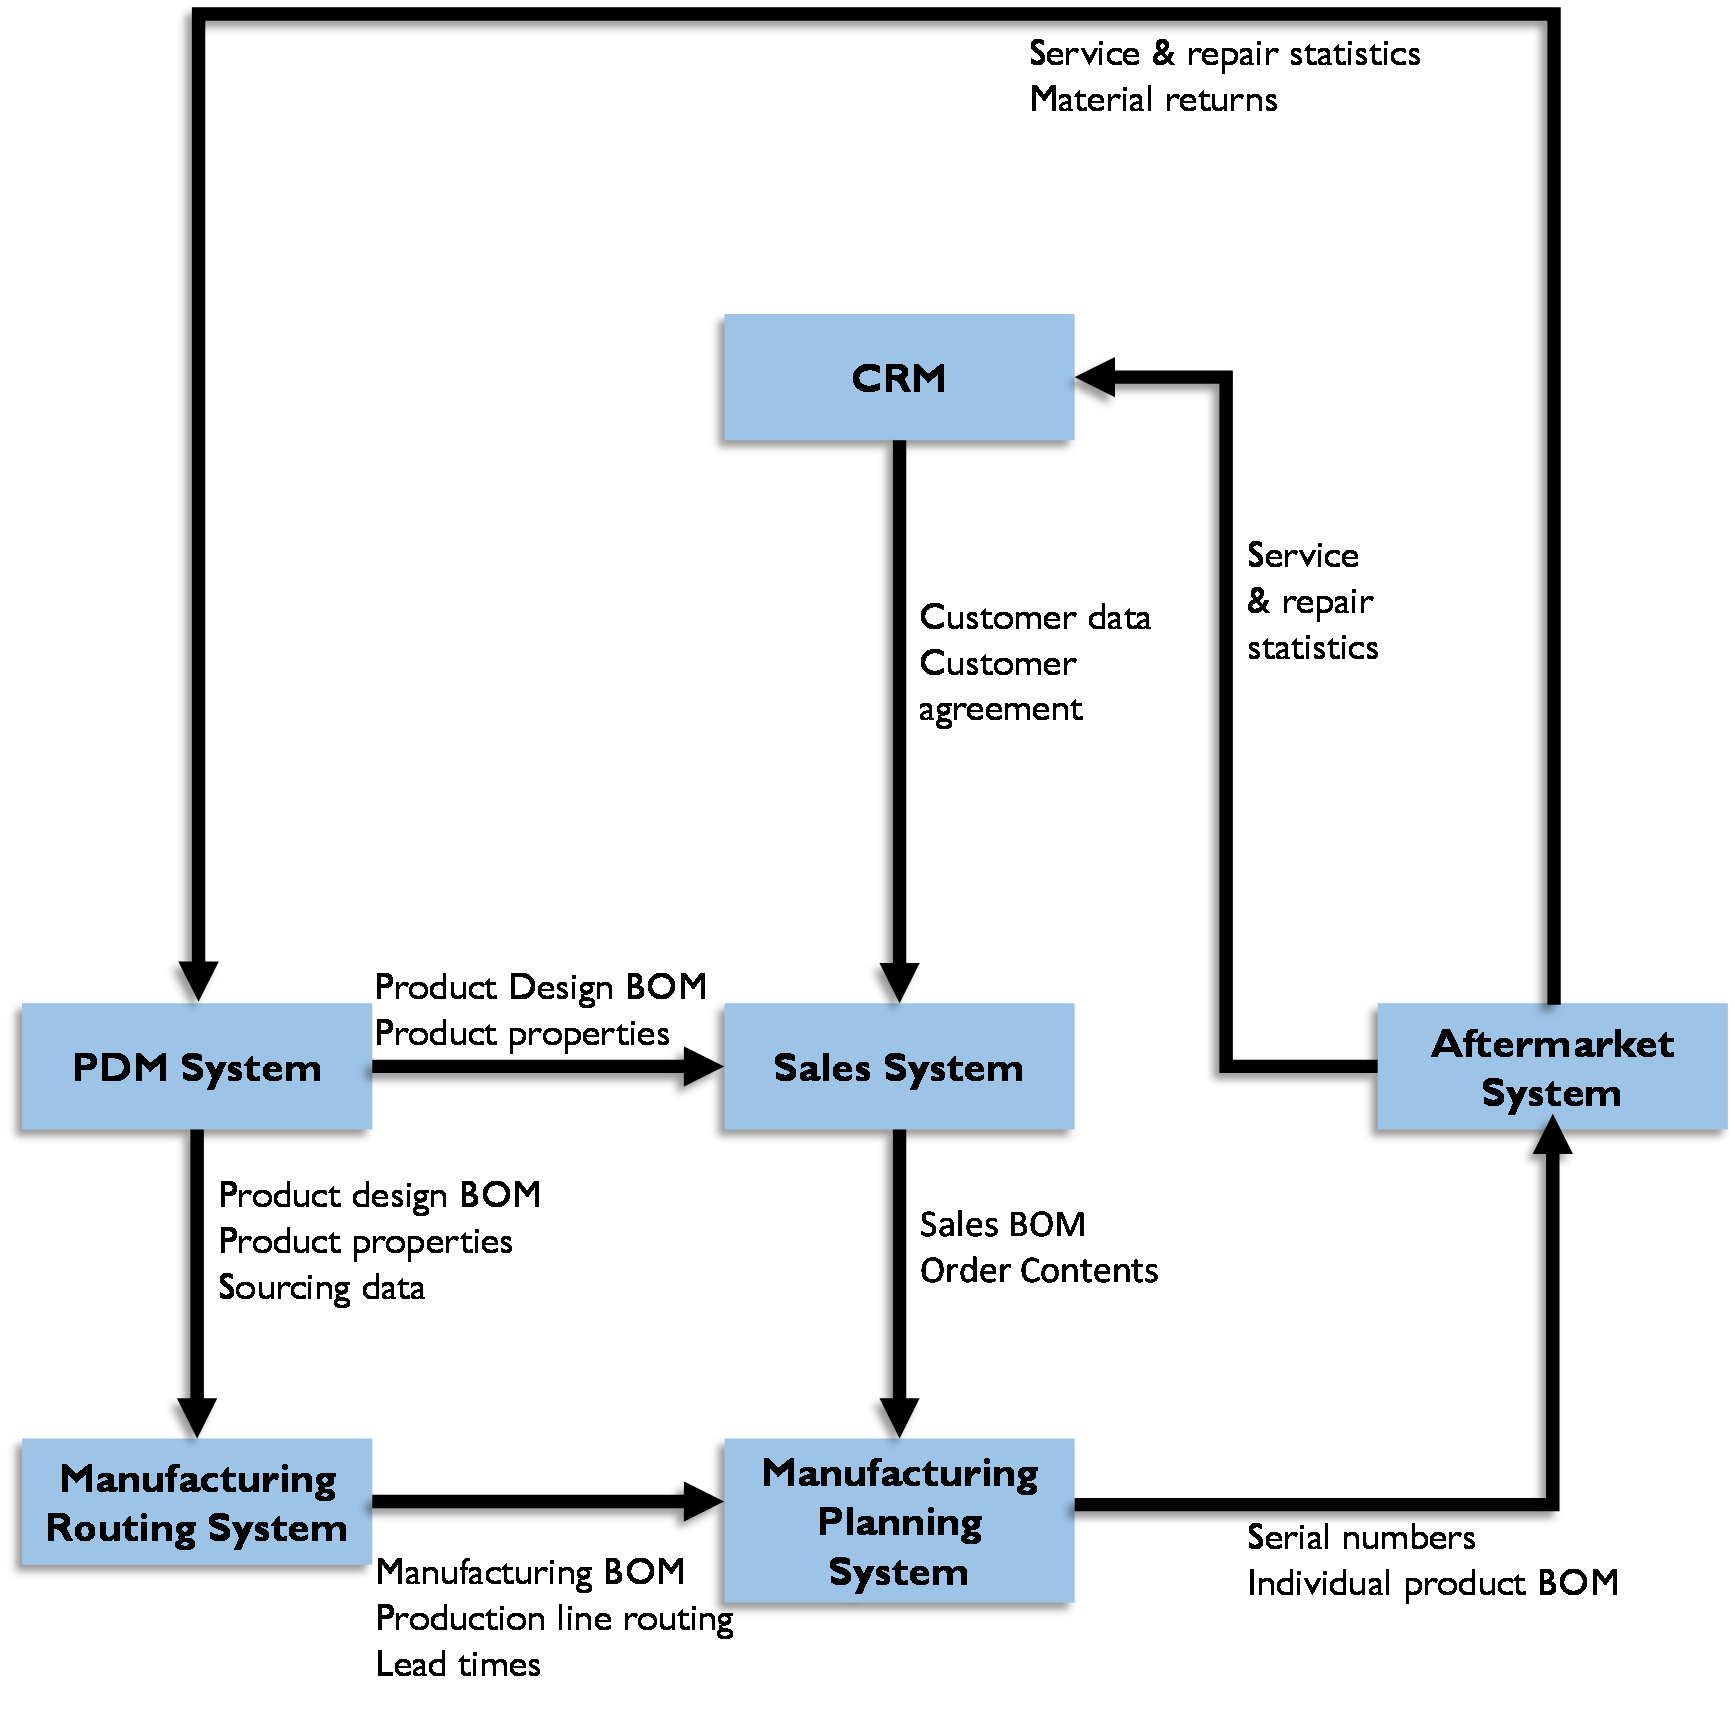 Service & repair statistics
Material returns
CRM
Service
& repair
statistics
Customer data
Customer
agreement
Product Design BOM
Product properties
PDM System
Sales System
Aftermarket
System
Product design BOM
Product properties
Sourcing data
Sales BOM
Order Contents
Manufacturing
Routing System
Manufacturing
Planning
System
Manufacturing BOM
Production line routing
Lead times
Serial numbers
Individual product BOM